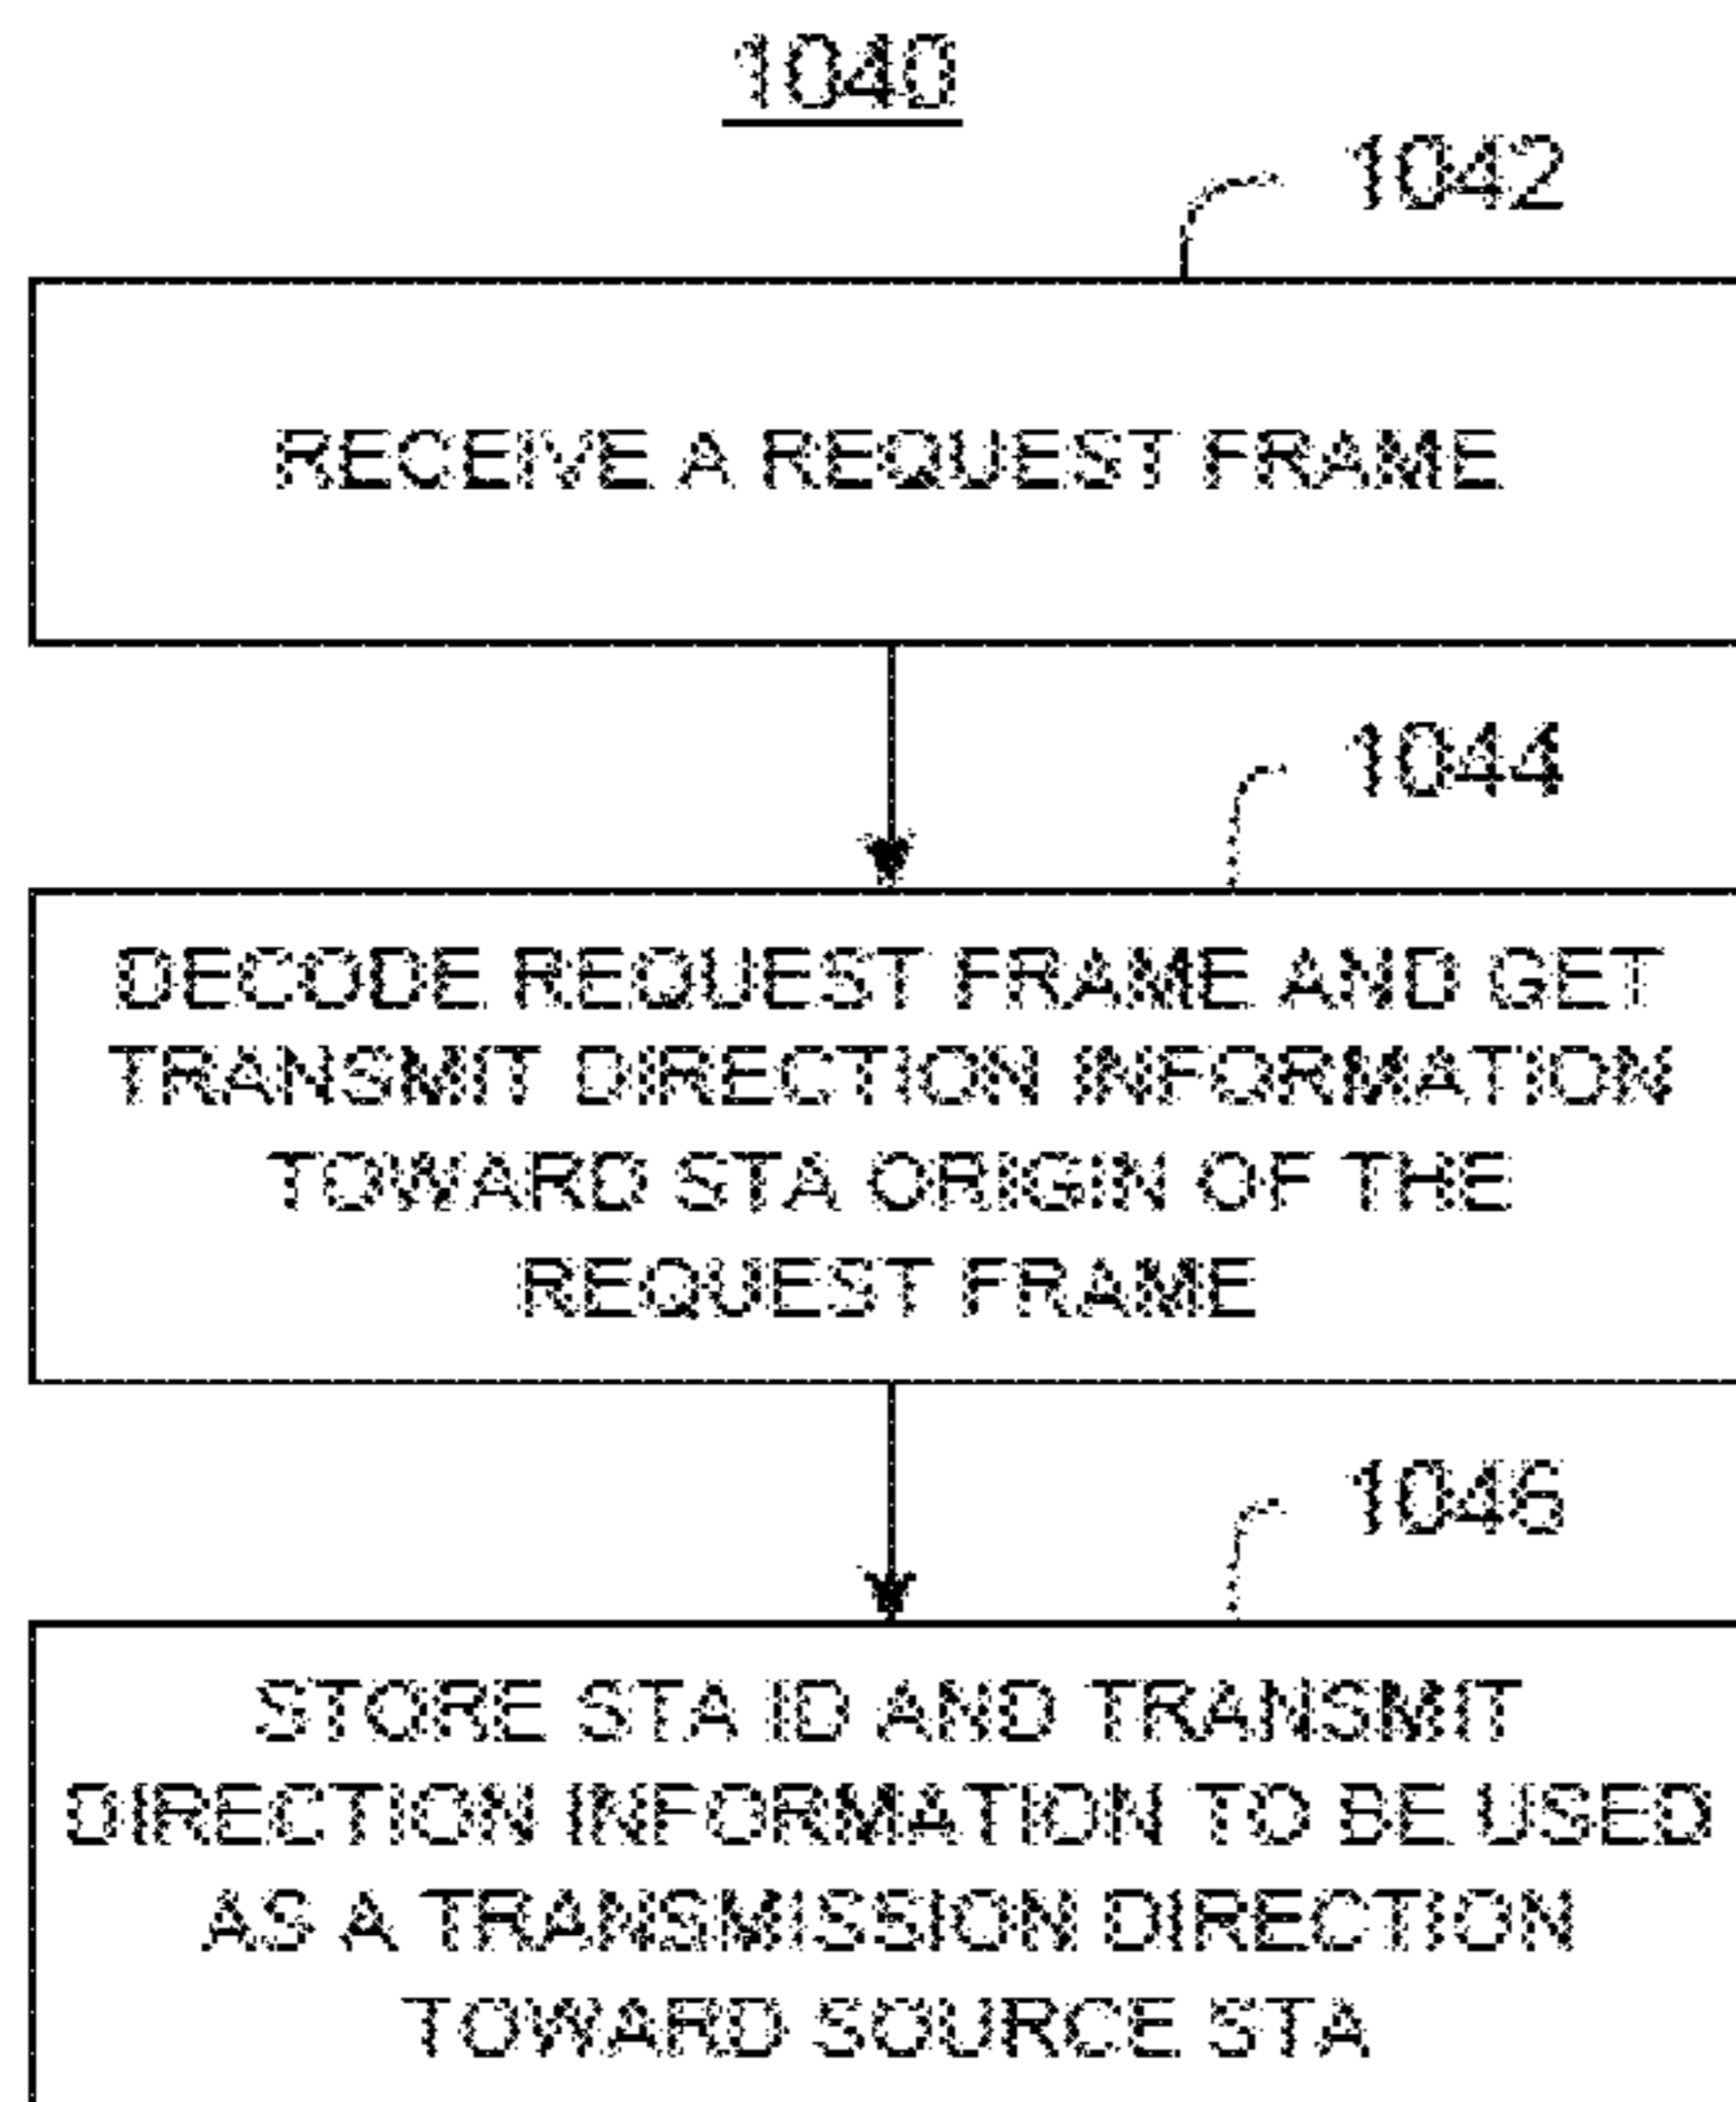 1040
1042
RECEIVE A REQUEST FRAME
1044
DECODE REQUEST FRAME AND GET
TRANSMIT DIRECTION INFORMATION
TOWARD STA ORIGIN OF THE
REQUEST FRAME
1046
STORE STA ID AND TRANSMIT
DIRECTION INFORMATION TO BE USED
AS A TRANSMISSION DIRECTION
TOWARD SOURCE STA